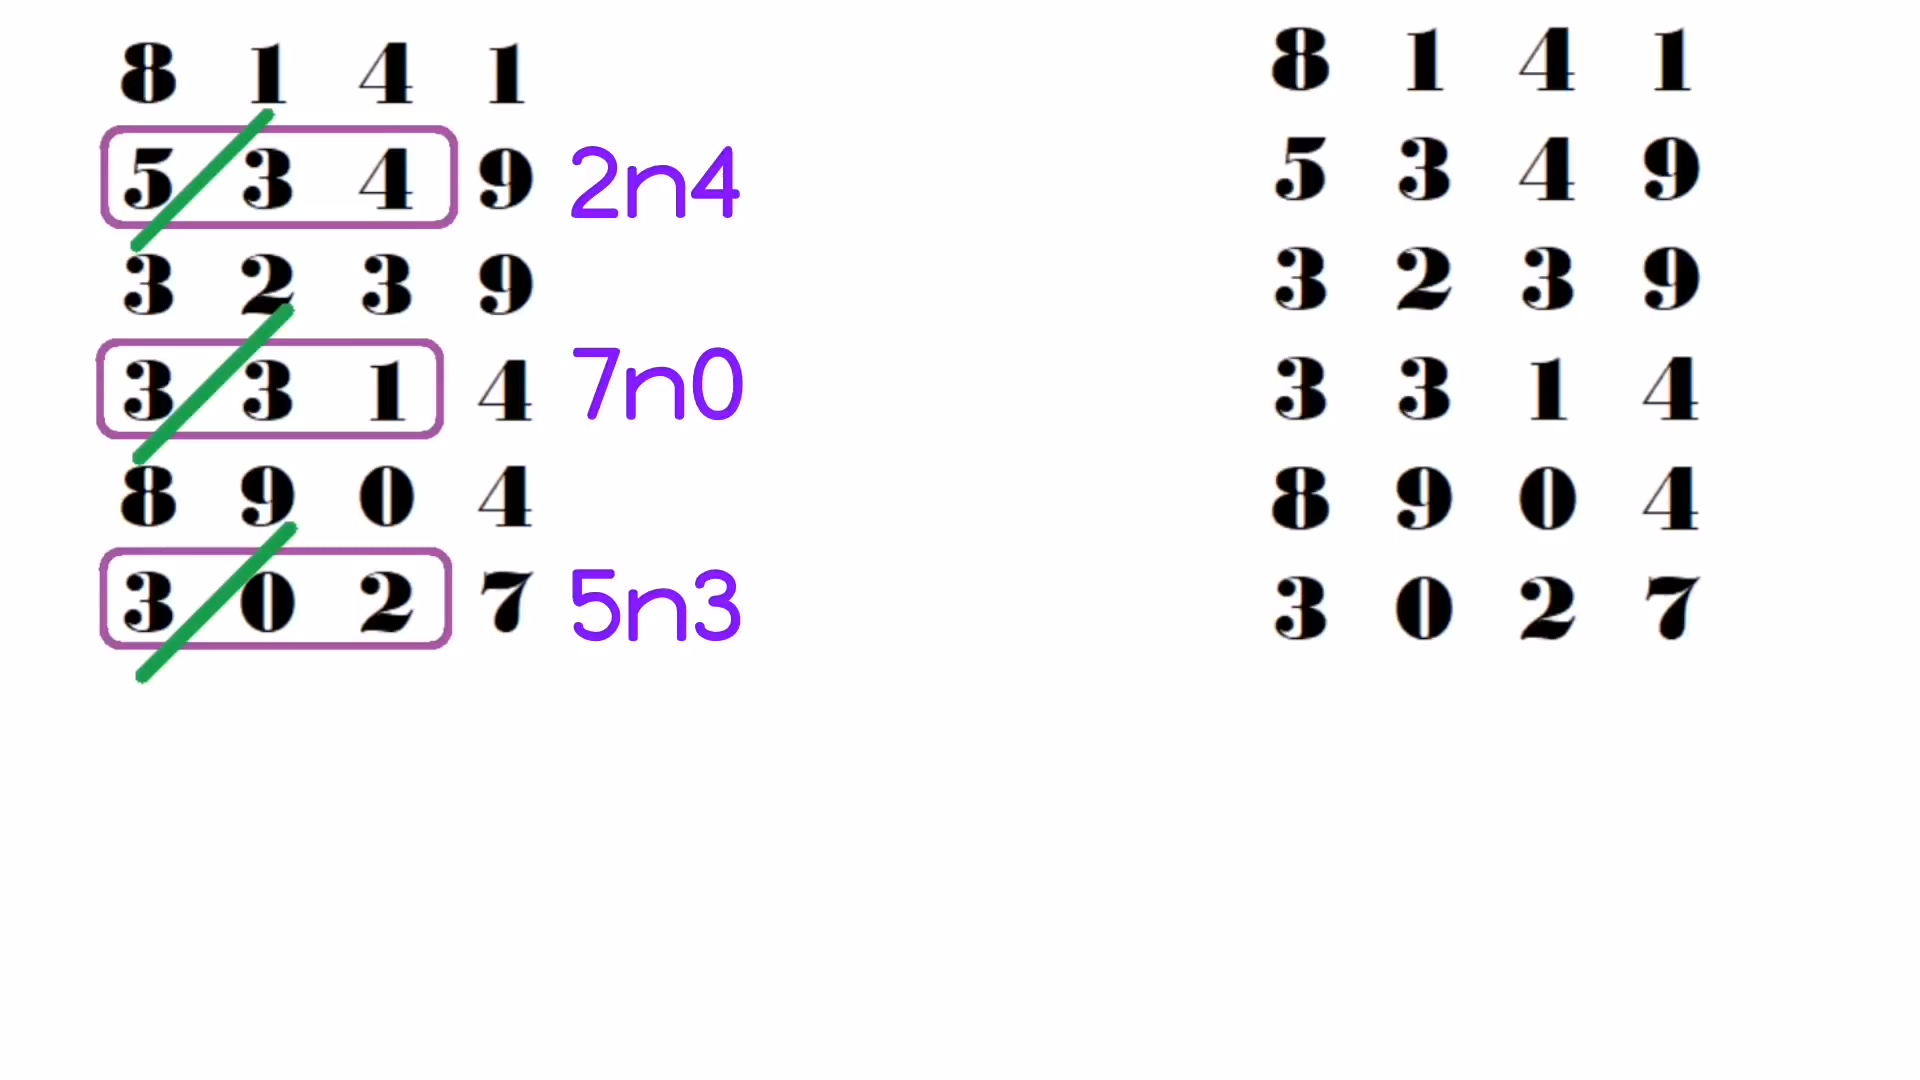 8 1 4 1
5 3 4 9 2n4
3 2 3 9
3 3 1 4 7n0
8 9 0 4
3 0 2 7 5n3
8 1 4 1
5 3 4 9
3 2 3 9
3 3 1 4
8 9 0 4
3 0 2 7